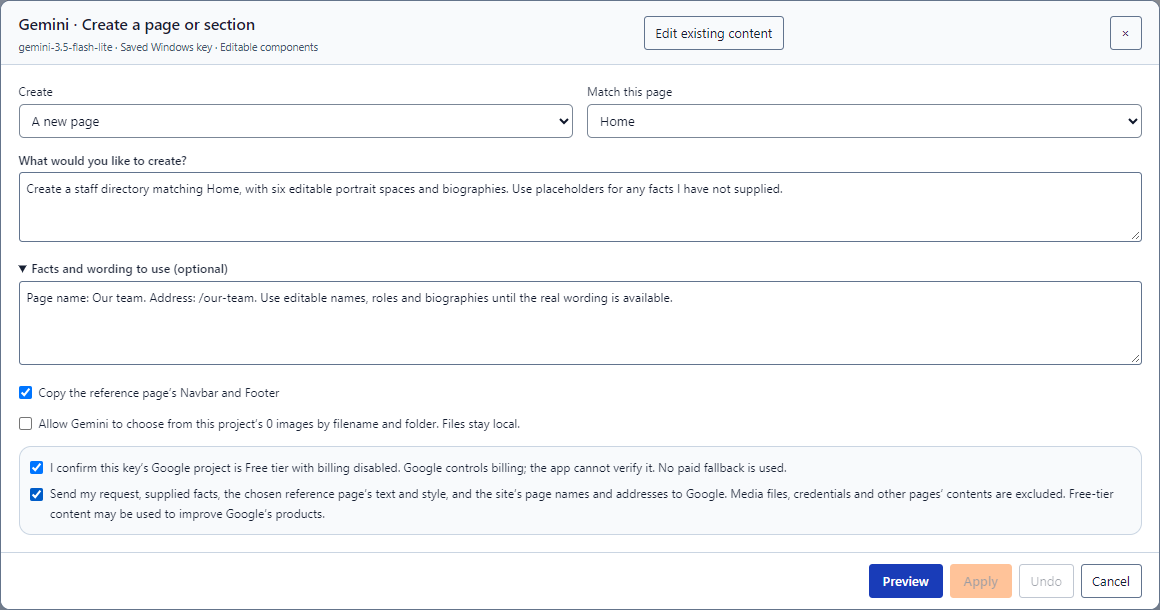 Gemini · Create a page or section
gemini-3.5-flash-lite · Saved Windows key · Editable components
Edit existing content
×
Create
A new page
Match this page
Home
What would you like to create?
Create a staff directory matching Home, with six editable portrait spaces and biographies. Use placeholders for any facts I have not supplied.
▼ Facts and wording to use (optional)
Page name: Our team. Address: /our-team. Use editable names, roles and biographies until the real wording is available.
Copy the reference page's Navbar and Footer
Allow Gemini to choose from this project's 0 images by filename and folder. Files stay local.
I confirm this key's Google project is Free tier with billing disabled. Google controls billing; the app cannot verify it. No paid fallback is used.
Send my request, supplied facts, the chosen reference page's text and style, and the site's page names and addresses to Google. Media files, credentials and other pages' contents are excluded. Free-tier
content may be used to improve Google's products.
Preview
Apply
Undo
Cancel